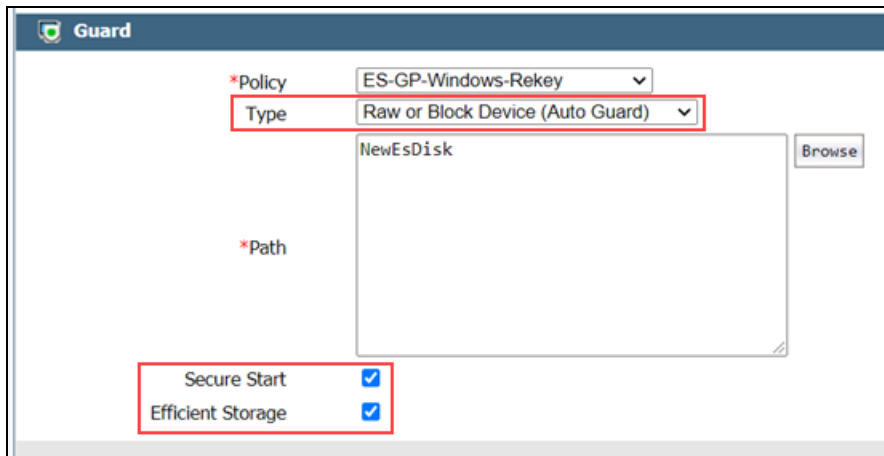 Guard
*Policy ES-GP-Windows-Rekey
Type Raw or Block Device (Auto Guard)
NewEsDisk Browse
*Path
Secure Start
Efficient Storage